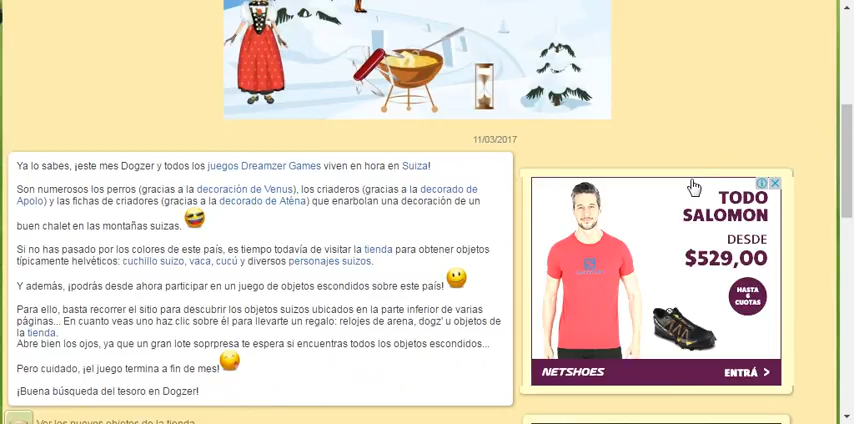 11/03/2017
Ya lo sabes, ¡este mes Dogzer y todos los juegos Dreamzer Games viven en hora en Suiza!
Son numerosos los perros (gracias a la decoración de Venus), los criaderos (gracias a la decorado de
Apolo) y las fichas de criadores (gracias a la decorado de Atèna) que enarbolan una decoración de un
buen chalet en las montañas suizas.
Si no has pasado por los colores de este país, es tiempo todavía de visitar la tienda para obtener objetos
típicamente helvéticos: cuchillo suizo, vaca, cucú y diversos personajes suizos.
Y además, ¡podrás desde ahora participar en un juego de objetos escondidos sobre este país!
Para ello, basta recorrer el sitio para descubrir los objetos suizos ubicados en la parte inferior de varias
páginas... En cuanto veas uno haz clic sobre él para llevarte un regalo: relojes de arena, dogz' u objetos de
la tienda.
Abre bien los ojos, ya que un gran lote soprpresa te espera si encuentras todos los objetos escondidos...
Pero cuidado, ¡el juego termina a fin de mes!
¡Buena búsqueda del tesoro en Dogzer!
Ver los nuevos objetos de la tienda
TODO
SALOMON
DESDE
$529,00
HASTA
6
CUOTAS
NETSHOES
ENTRÁ >